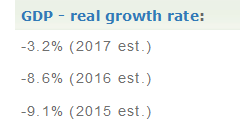 GDP - real growth rate:
-3.2% (2017 est.)
-8.6% (2016 est.)
-9.1% (2015 est.)